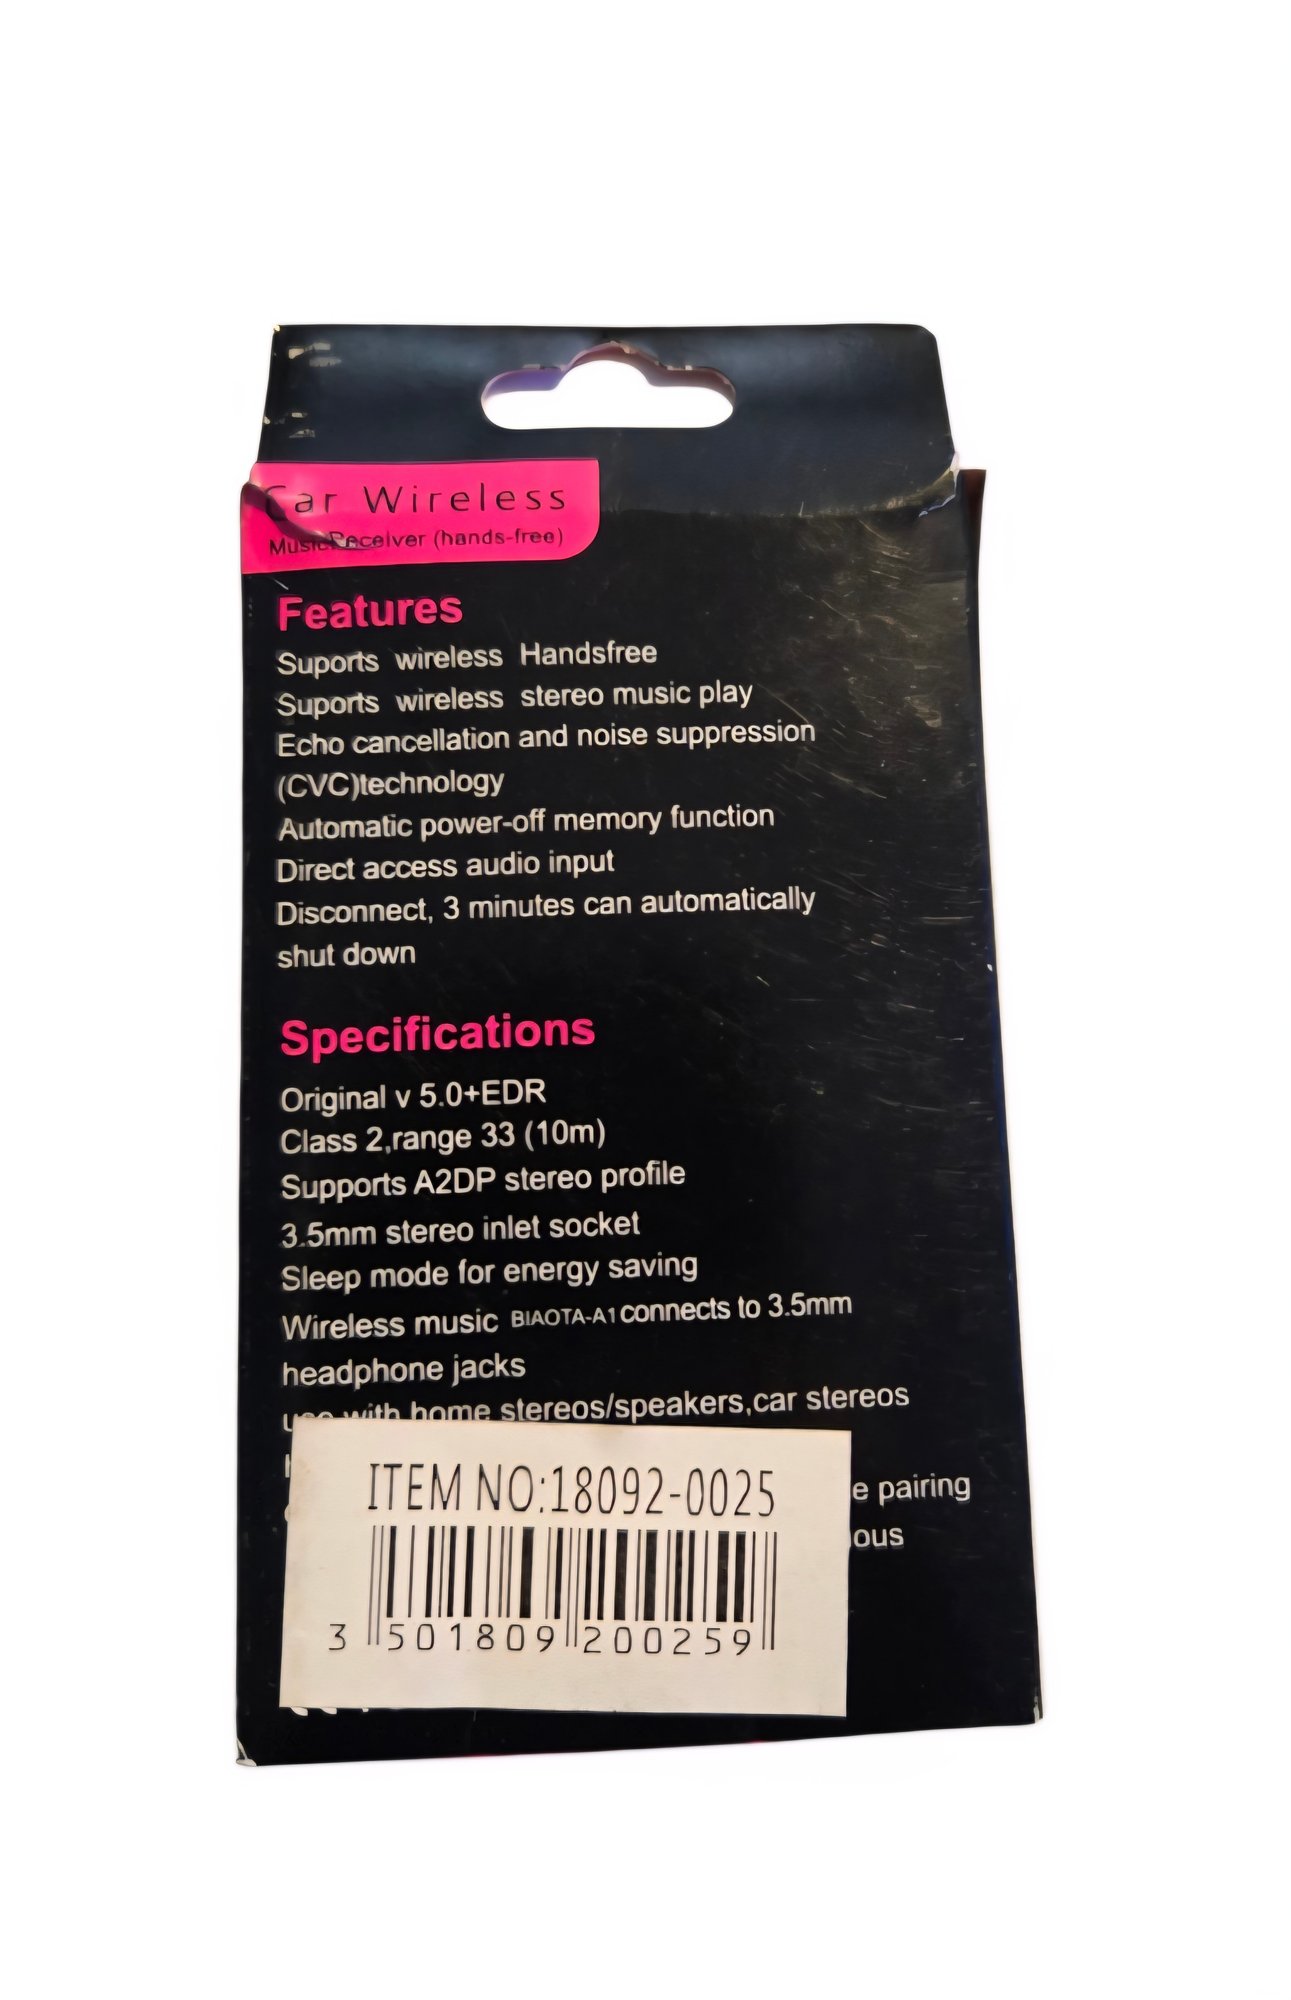 Car Wireless
Music Receiver (hands-free)
Features
Suports wireless Handsfree
Suports wireless stereo music play
Echo cancellation and noise suppression
(CVC)technology
Automatic power-off memory function
Direct access audio input
Disconnect, 3 minutes can automatically
shut down
Specifications
Original v 5.0+EDR
Class 2,range 33 (10m)
Supports A2DP stereo profile
3.5mm stereo inlet socket
Sleep mode for energy saving
Wireless music BIAOTA-A1 connects to 3.5mm
headphone jacks
use with home stereos/speakers,car stereos
pairing
ITEM NO:18092-0025
3 501809 200259